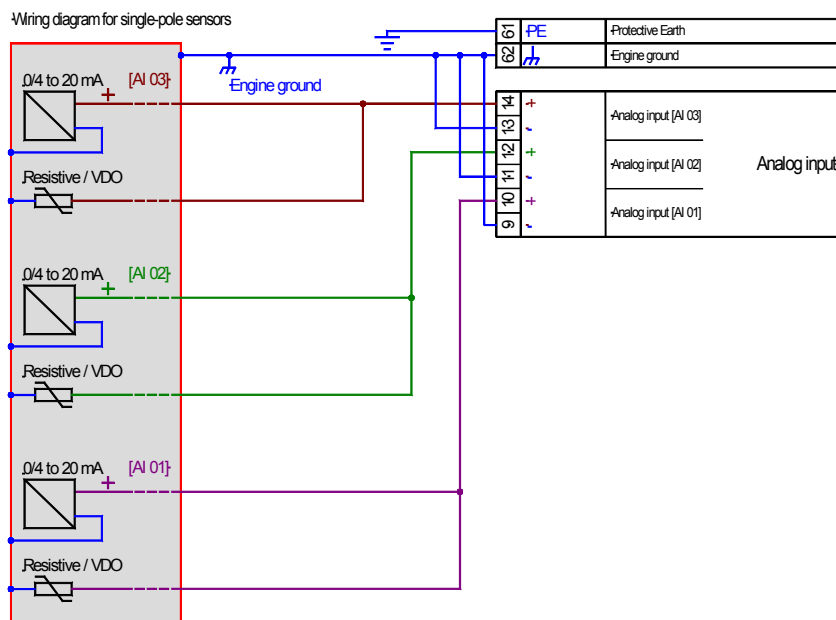 Wiring diagram for single-pole sensors
61 PE Protective Earth
62 Engine ground
Engine ground
0/4 to 20 mA [AI 03]
+
Resistive / VDO
14 + Analog input [AI 03]
13 -
12 + Analog input [AI 02]
11 -
10 + Analog input [AI 01]
9 -
Analog input
0/4 to 20 mA [AI 02]
+
Resistive / VDO
0/4 to 20 mA [AI 01]
+
Resistive / VDO